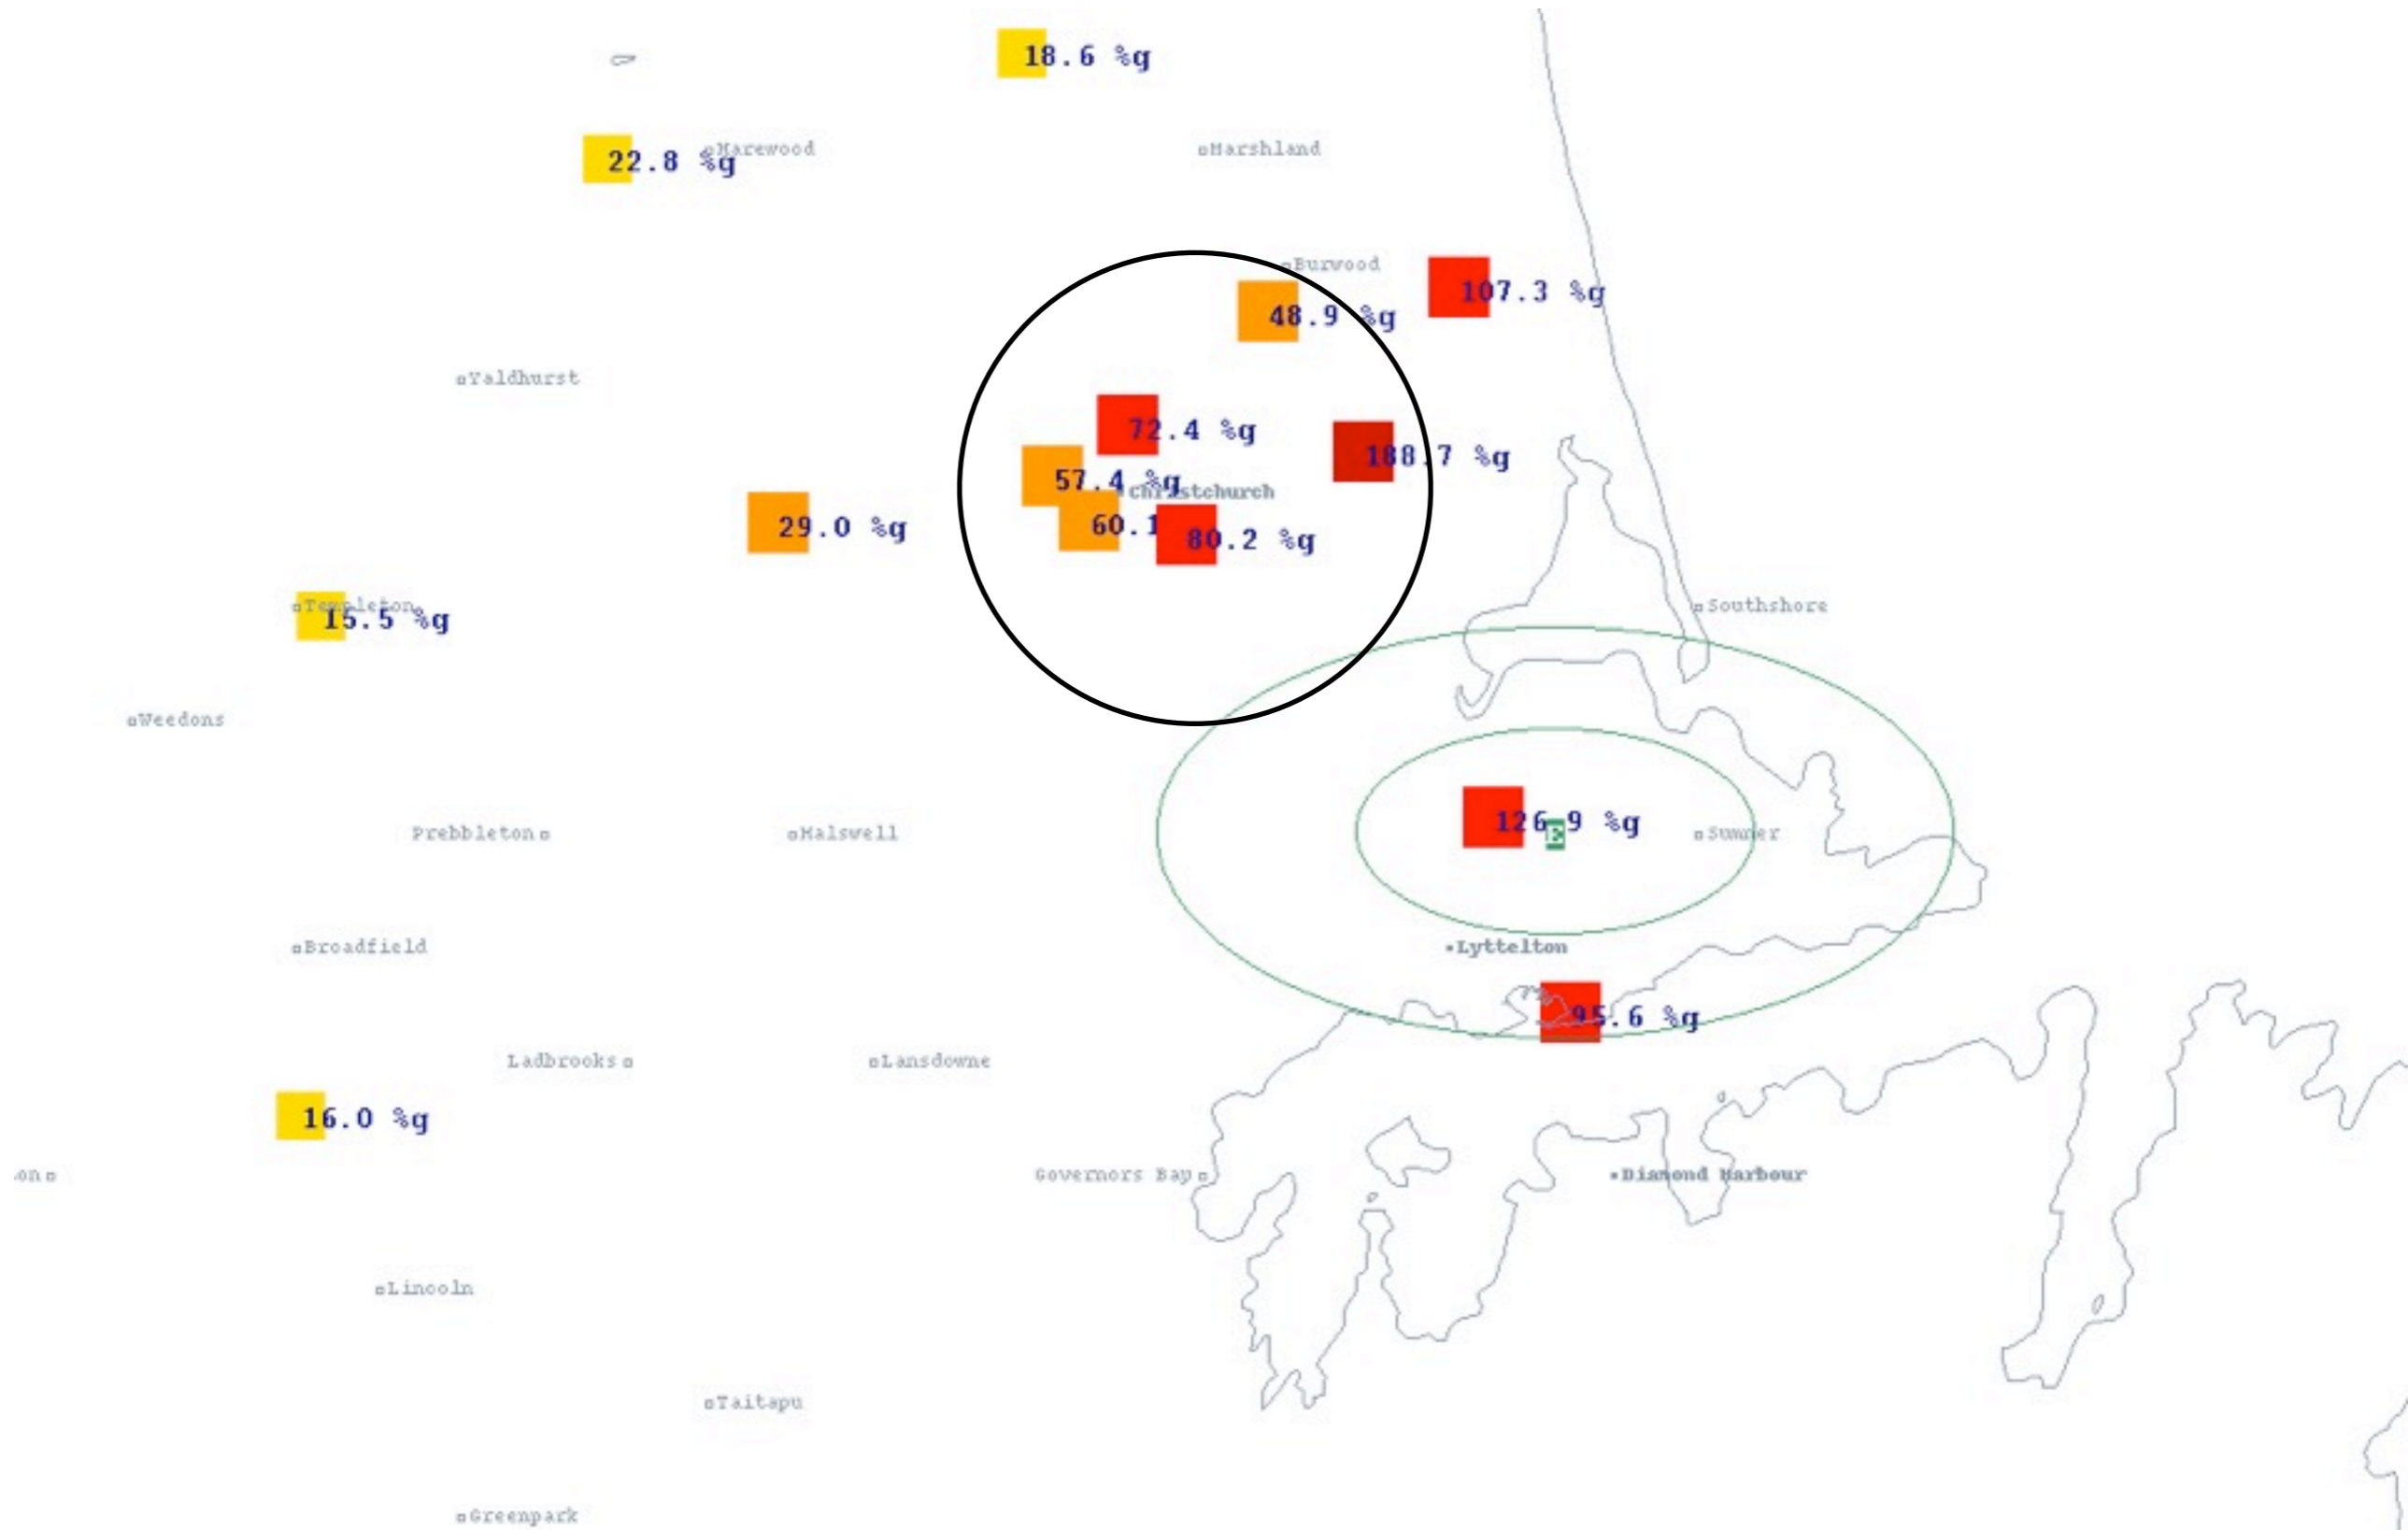 18.6 %g
Harewood
Marshland
22.8 %g
Burwood
107.3 %g
48.9 %g
Yaldhurst
72.4 %g
188.7 %g
57.4 %g
Christchurch
29.0 %g
60.1
80.2 %g
Templeton
15.5 %g
Southshore
Weedons
126.9 %g
E
Prebbleton
Halswell
Sumner
Broadfield
Lyttelton
95.6 %g
Ladbrooks
Lansdowne
16.0 %g
on
Governors Bay
Diamond Harbour
Lincoln
Taitapu
Greenpark